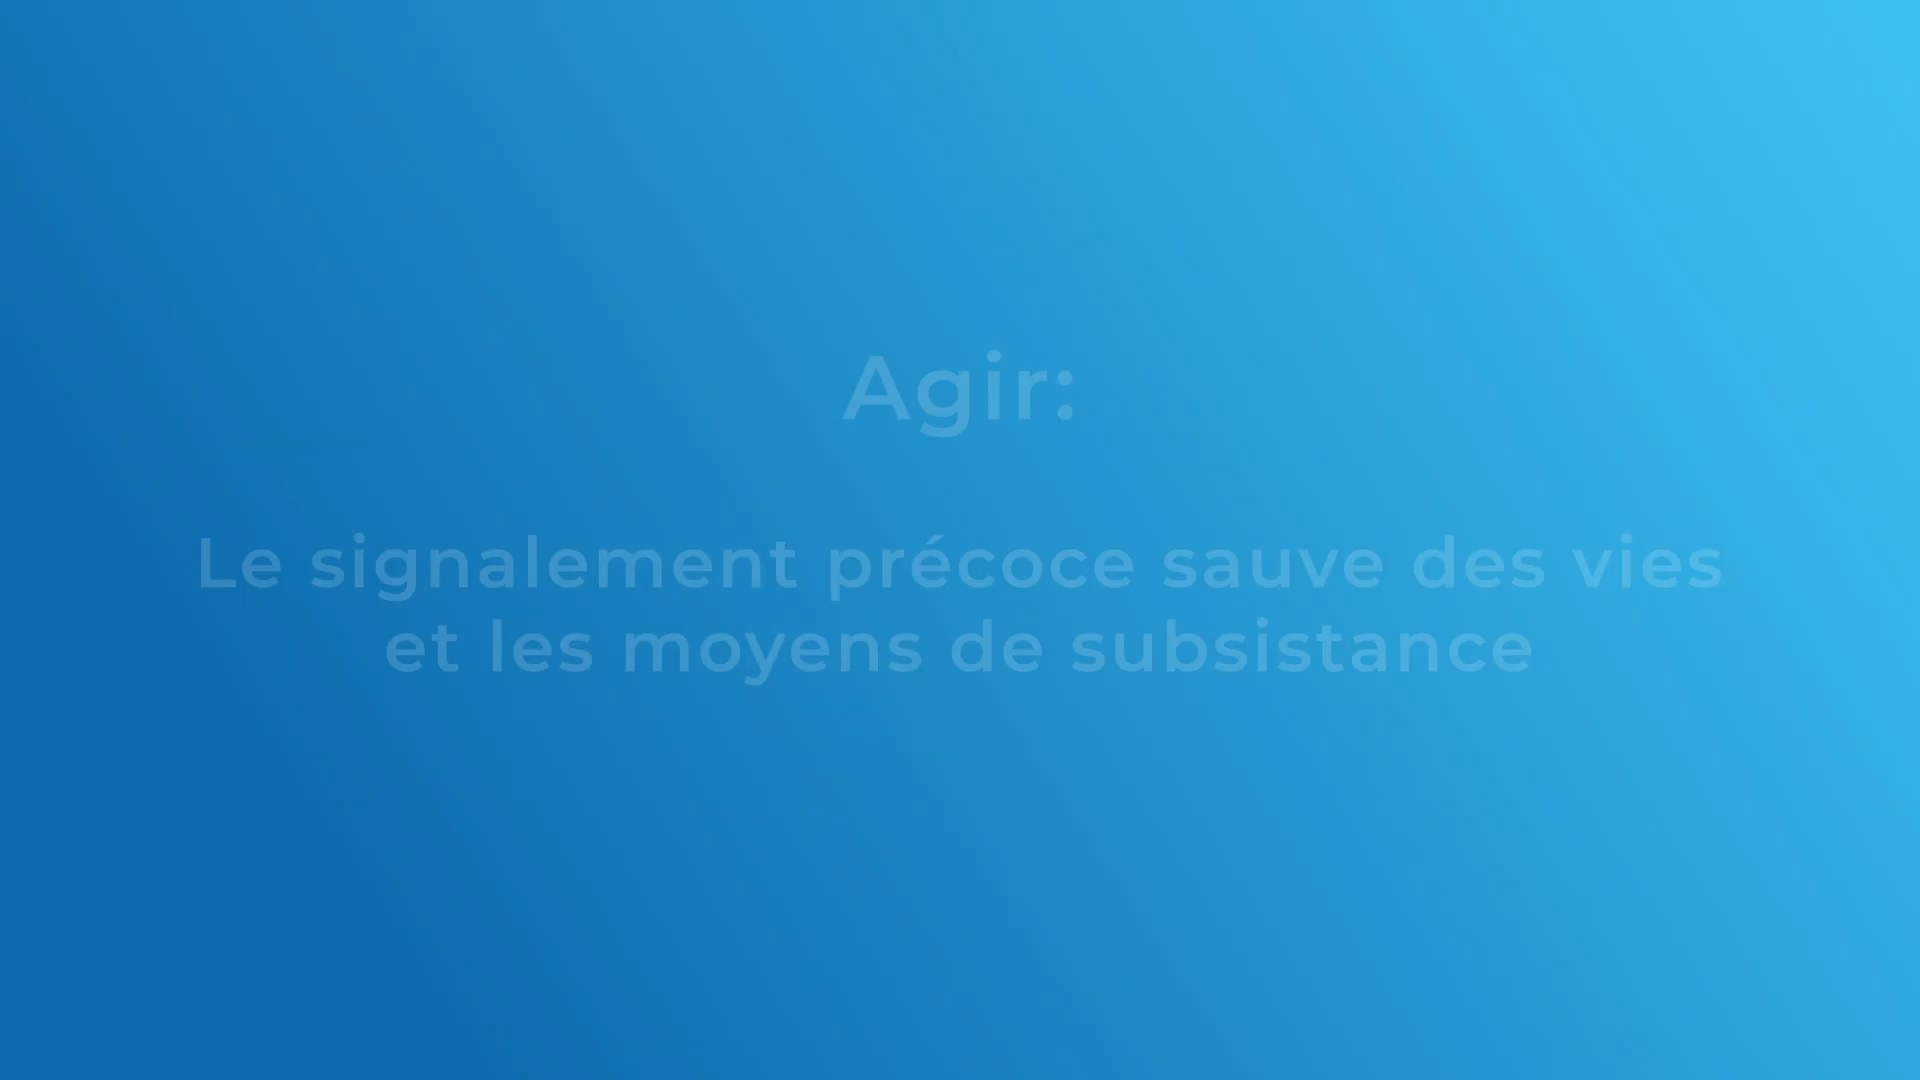 Agir:
Le signalement précoce sauve des vies
et les moyens de subsistance